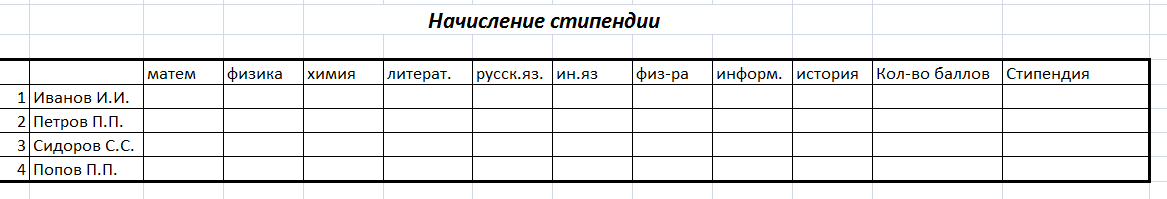 Начисление стипендии
матем физика химия литерат. русск.яз. ин.яз физ-ра информ. история Кол-во баллов Стипендия
1 Иванов И.И.
2 Петров П.П.
3 Сидоров С.С.
4 Попов П.П.